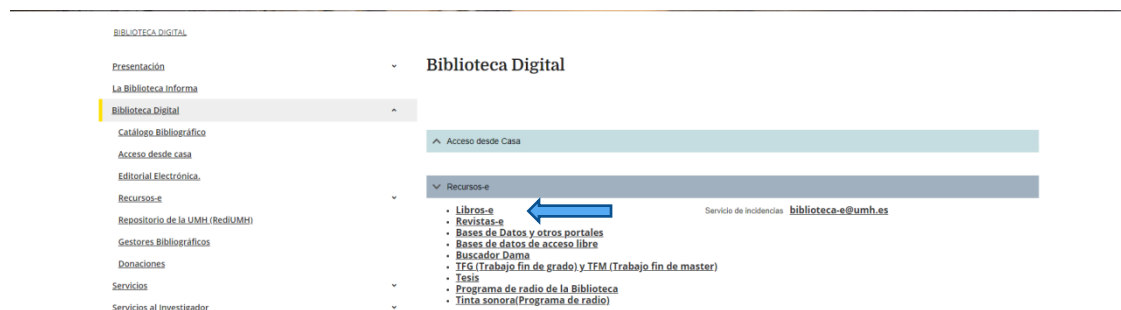 BIBLIOTECA DIGITAL
Presentación
La Biblioteca Informa
Biblioteca Digital
Catálogo Bibliográfico
Acceso desde casa
Editorial Electrónica.
Recursos-e
Repositorio de la UMH (RediUMH)
Gestores Bibliográficos
Donaciones
Servicios
Servicios al Investigador
Biblioteca Digital
Acceso desde Casa
Recursos-e
Libros-e
Servicio de incidencias biblioteca-e@umh.es
Revistas-e
Bases de Datos y otros portales
Bases de datos de acceso libre
Buscador Dama
TFG (Trabajo fin de grado) y TFM (Trabajo fin de master)
Tesis
Programa de radio de la Biblioteca
Tinta sonora(Programa de radio)